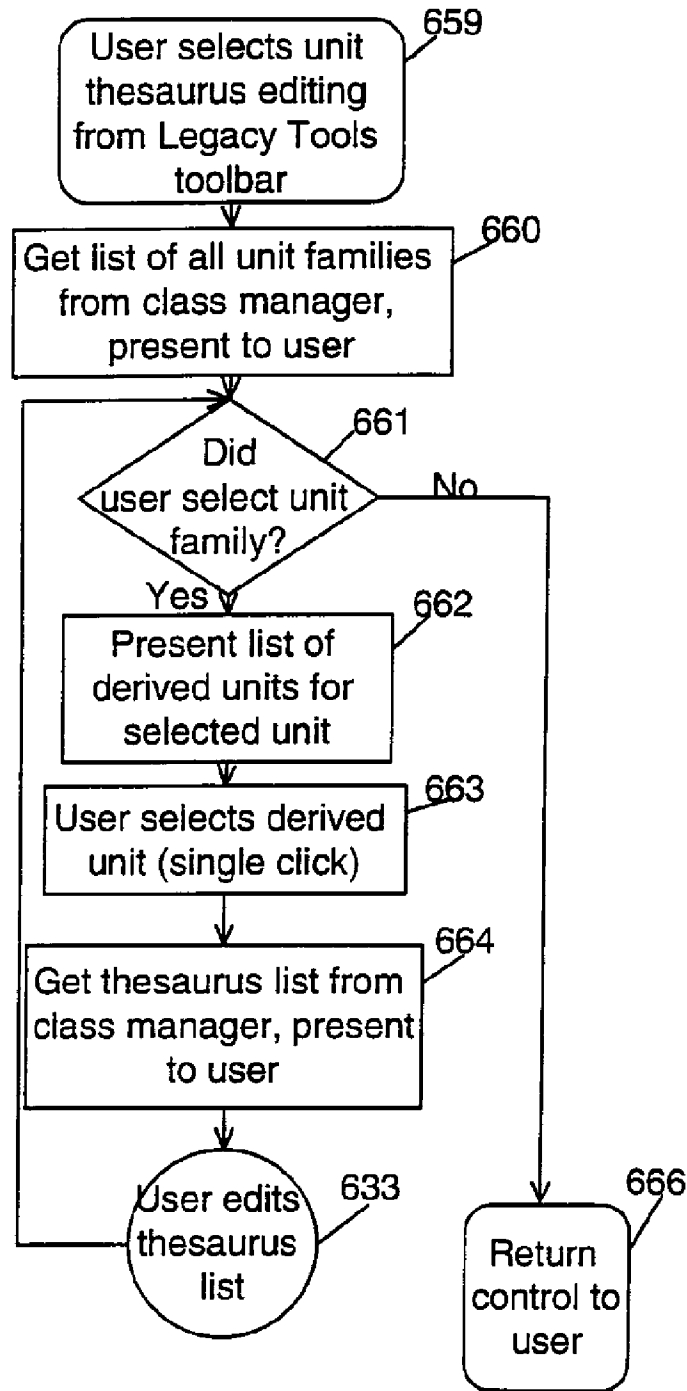 659
User selects unit
thesaurus editing
from Legacy Tools
toolbar
660
Get list of all unit families
from class manager,
present to user
661
Did
user select unit
family?
No
Yes
662
Present list of
derived units for
selected unit
663
User selects derived
unit (single click)
664
Get thesaurus list from
class manager, present
to user
633
User edits
thesaurus
list
666
Return
control to
user